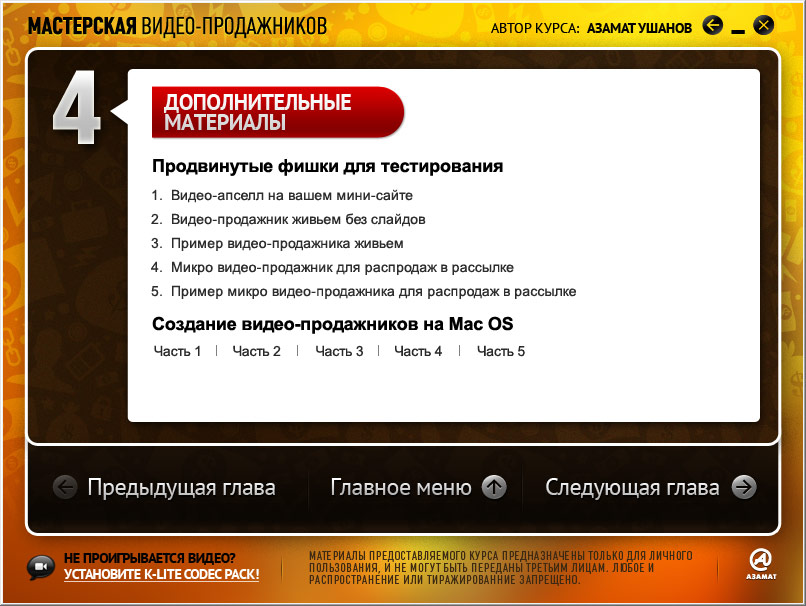 МАСТЕРСКАЯ ВИДЕО-ПРОДАЖНИКОВ
АВТОР КУРСА: АЗАМАТ УШАНОВ
4
ДОПОЛНИТЕЛЬНЫЕ
МАТЕРИАЛЫ
Продвинутые фишки для тестирования
1. Видео-апселл на вашем мини-сайте
2. Видео-продажник живьем без слайдов
3. Пример видео-продажника живьем
4. Микро видео-продажник для распродаж в рассылке
5. Пример микро видео-продажника для распродаж в рассылке
Создание видео-продажников на Mac OS
Часть 1 | Часть 2 | Часть 3 | Часть 4 | Часть 5
Предыдущая глава
Главное меню
Следующая глава
НЕ ПРОИГРЫВАЕТСЯ ВИДЕО?
УСТАНОВИТЕ K-LITE CODEC PACK!
МАТЕРИАЛЫ ПРЕДОСТАВЛЯЕМОГО КУРСА ПРЕДНАЗНАЧЕНЫ ТОЛЬКО ДЛЯ ЛИЧНОГО
ПОЛЬЗОВАНИЯ, И НЕ МОГУТ БЫТЬ ПЕРЕДАНЫ ТРЕТЬИМ ЛИЦАМ. ЛЮБОЕ И
РАСПРОСТРАНЕНИЕ ИЛИ ТИРАЖИРОВАННИЕ ЗАПРЕЩЕНО.
АЗАМАТ